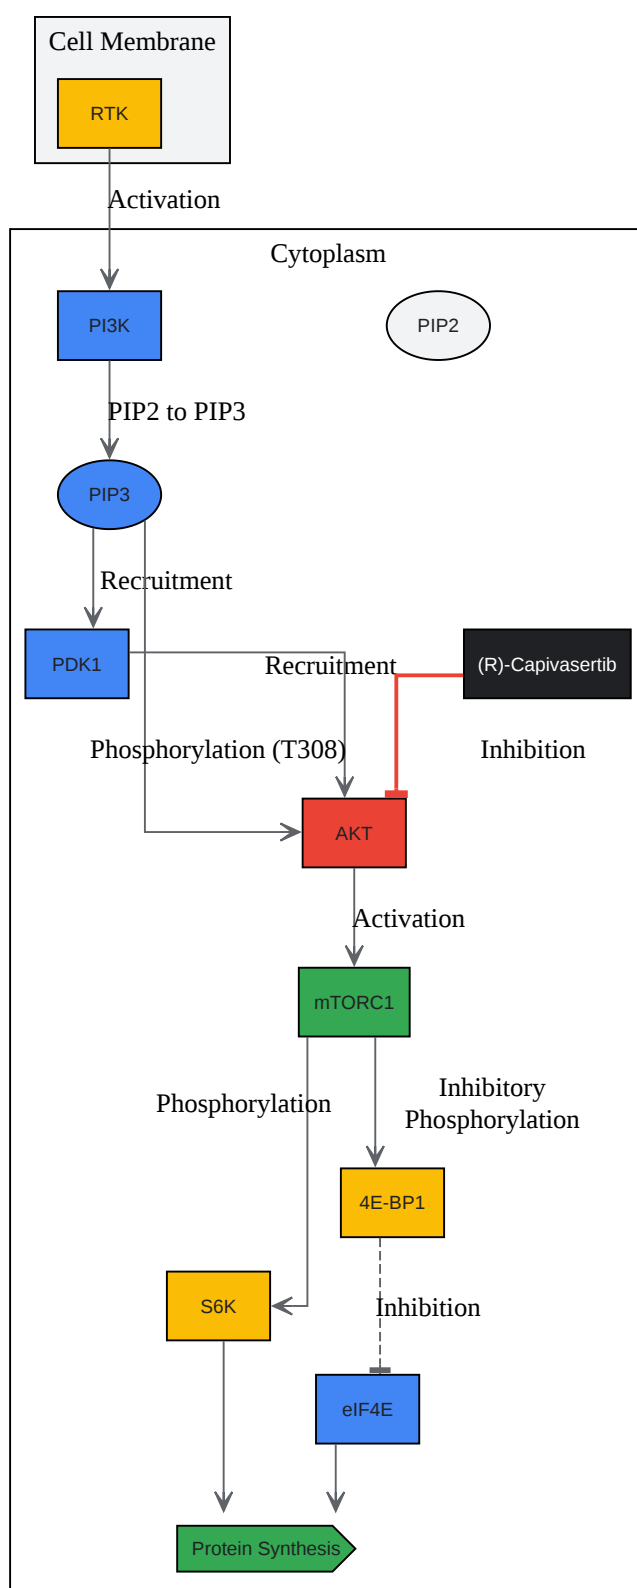 Cell Membrane
RTK
Activation
Cytoplasm
PI3K
PIP2
PIP2 to PIP3
PIP3
Recruitment
PDK1
Recruitment
(R)-Capivasertib
Phosphorylation (T308)
Inhibition
AKT
Activation
mTORC1
Phosphorylation
Inhibitory
Phosphorylation
4E-BP1
S6K
Inhibition
eIF4E
Protein Synthesis